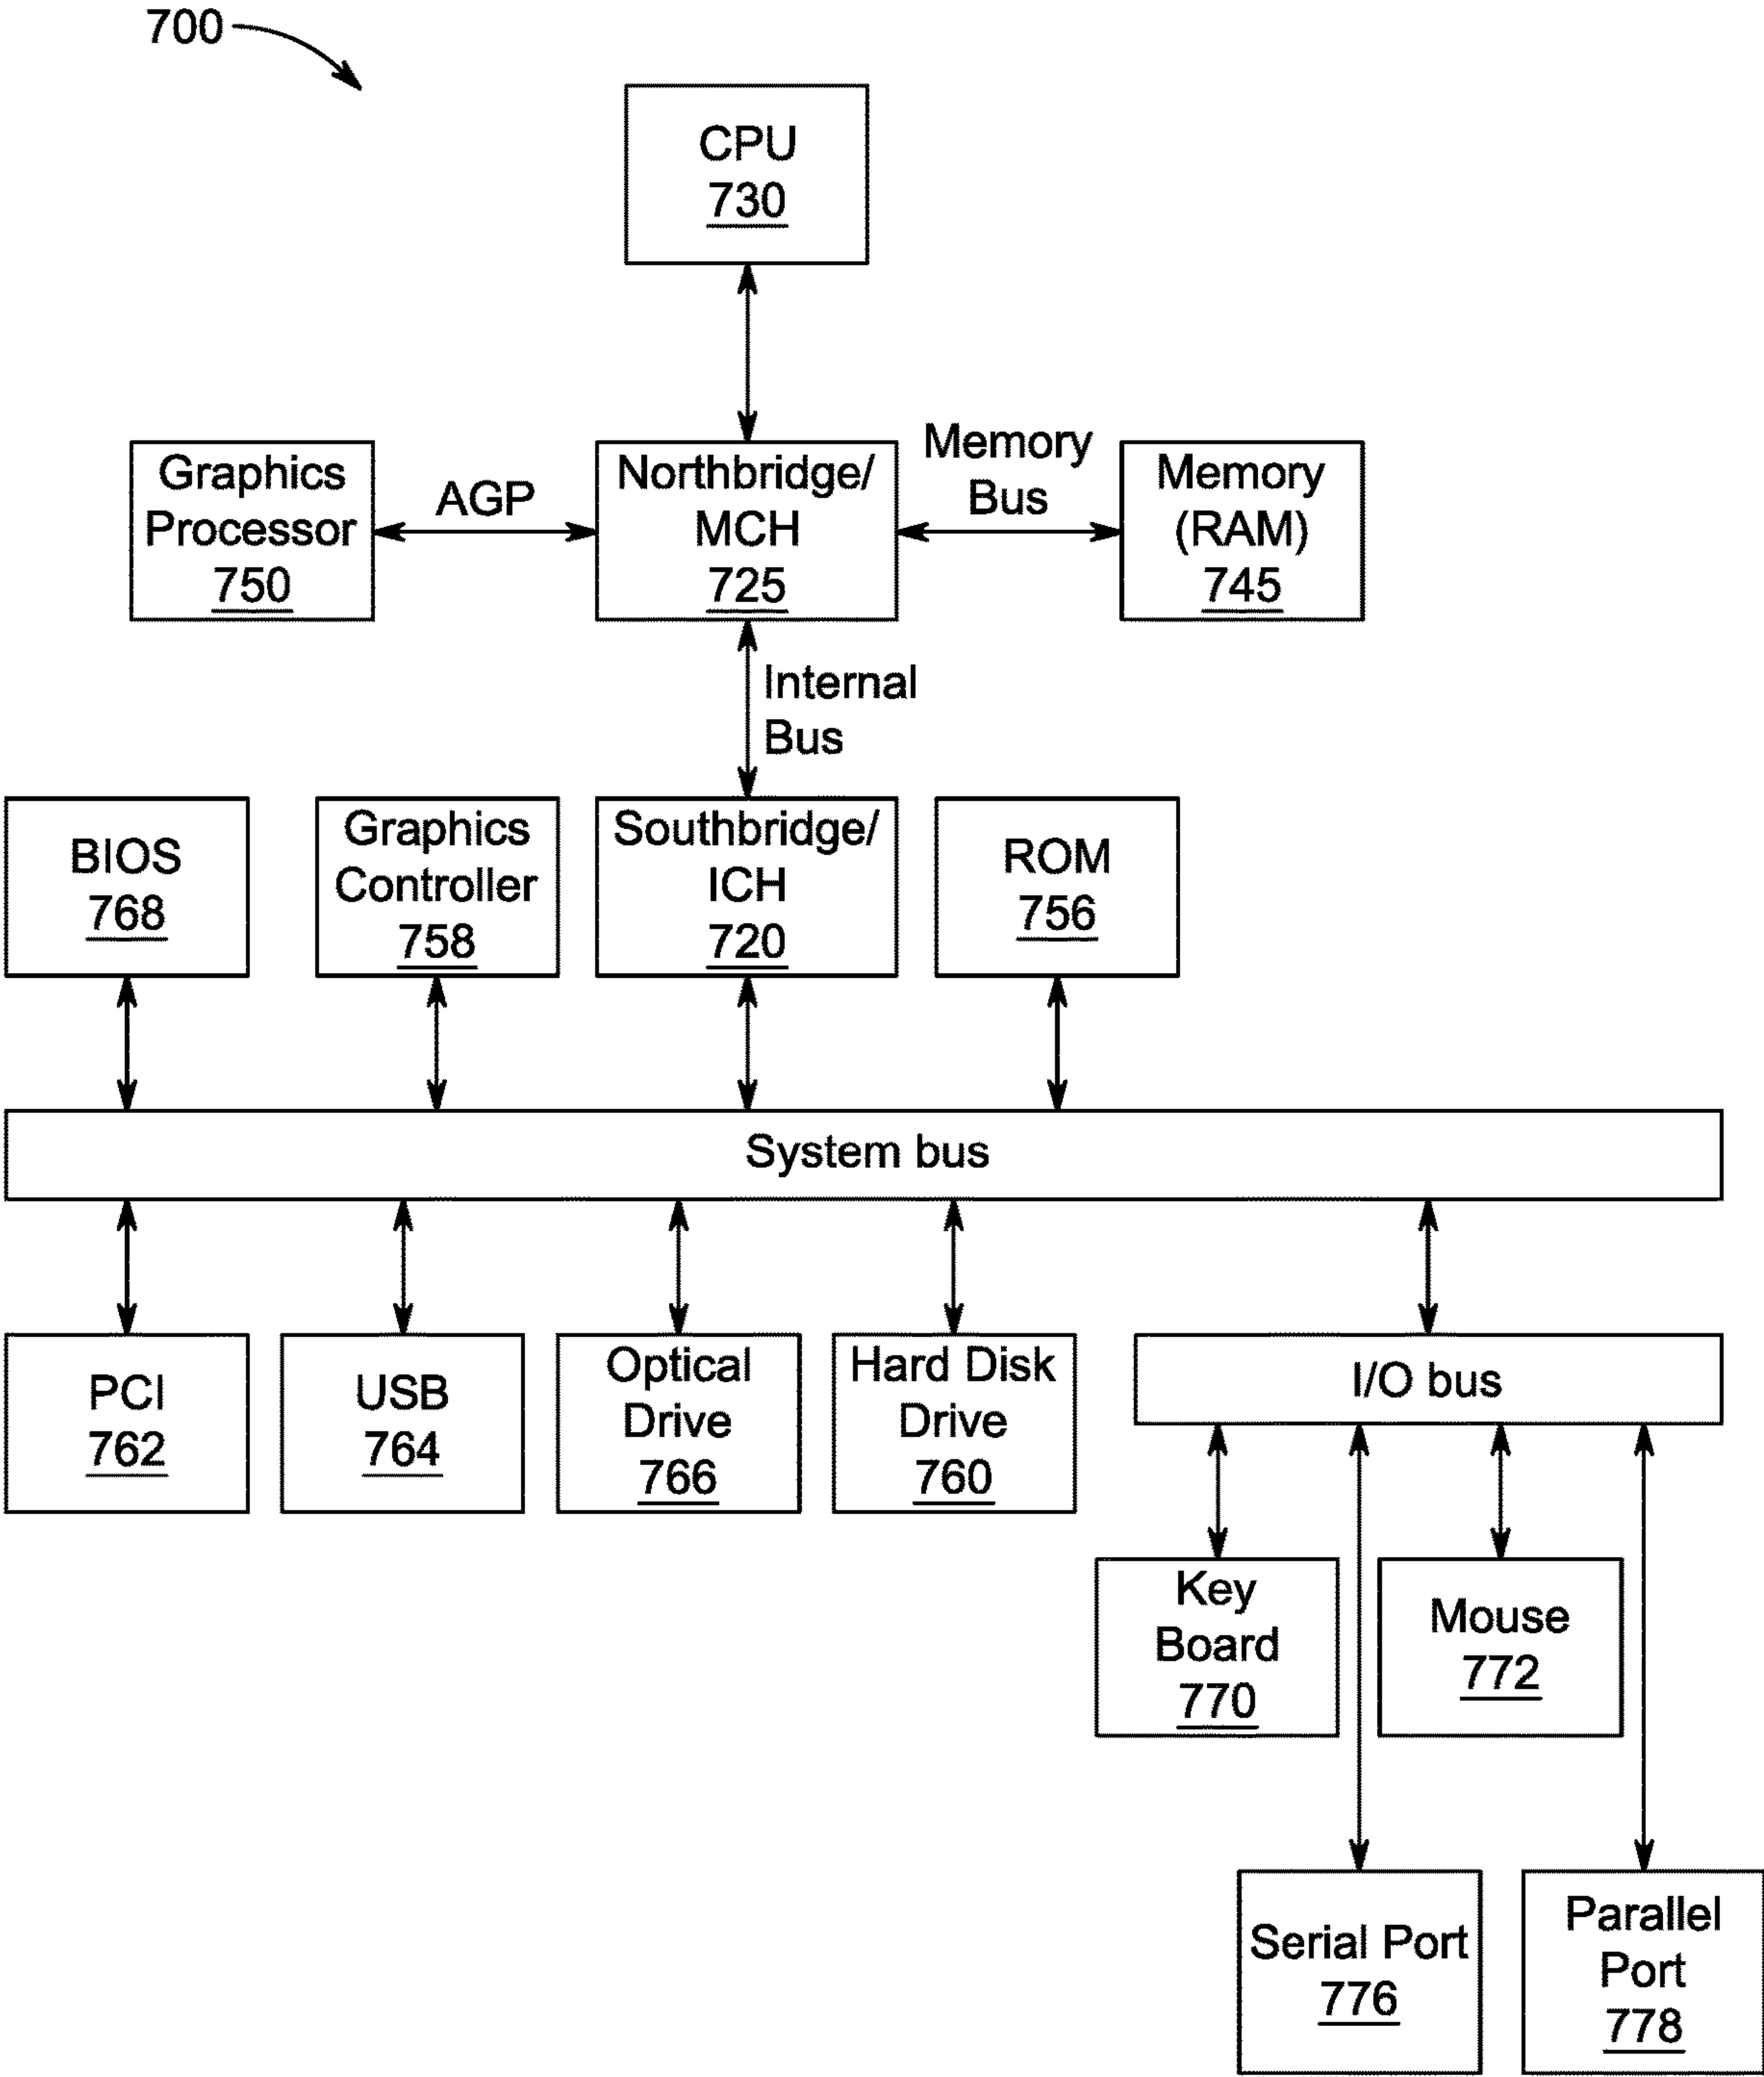 700
CPU
730
Graphics
Processor
750
AGP
Northbridge/
MCH
725
Memory
Bus
Memory
(RAM)
745
Internal
Bus
BIOS
768
Graphics
Controller
758
Southbridge/
ICH
720
ROM
756
System bus
PCI
762
USB
764
Optical
Drive
766
Hard Disk
Drive
760
I/O bus
Key
Board
770
Mouse
772
Serial Port
776
Parallel
Port
778